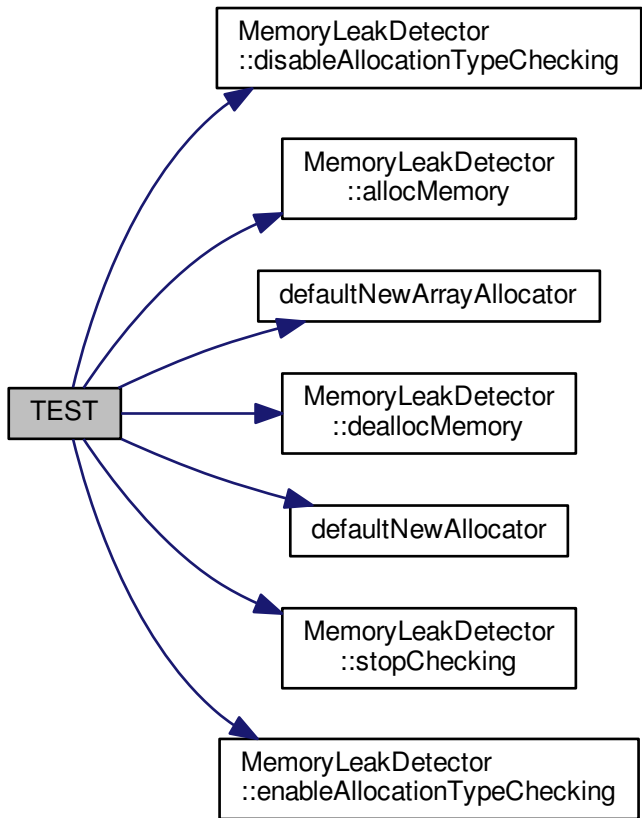 MemoryLeakDetector
::disableAllocationTypeChecking
MemoryLeakDetector
::allocMemory
defaultNewArrayAllocator
TEST
MemoryLeakDetector
::deallocMemory
defaultNewAllocator
MemoryLeakDetector
::stopChecking
MemoryLeakDetector
::enableAllocationTypeChecking